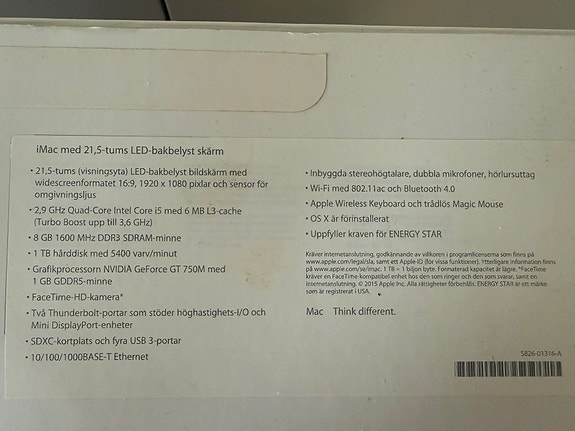 iMac med 21,5-tums LED-bakbelyst skärm
• 21,5-tums (visningsyta) LED-bakbelyst bildskärm med
widescreenformatet 16:9, 1920 x 1080 pixlar och sensor för
omgivningsljus
• 2,9 GHz Quad-Core Intel Core i5 med 6 MB L3-cache
(Turbo Boost upp till 3,6 GHz)
• 8 GB 1600 MHz DDR3 SDRAM-minne
• 1 TB hårddisk med 5400 varv/minut
• Grafikprocessorn NVIDIA GeForce GT 750M med
1 GB GDDR5-minne
• FaceTime-HD-kamera*
• Två Thunderbolt-portar som stöder höghastighets-I/O och
Mini DisplayPort-enheter
• SDXC-kortplats och fyra USB 3-portar
• 10/100/1000BASE-T Ethernet
• Inbyggda stereohögtalare, dubbla mikrofoner, hörlursuttag
• Wi-Fi med 802.11ac och Bluetooth 4.0
• Apple Wireless Keyboard och trådlös Magic Mouse
• OS X är förinstallerat
• Uppfyller kraven för ENERGY STAR
Kräver internetanslutning, godkännande av villkoren i programlicenserna som finns på
www.apple.com/legal/sla, samt ett Apple-ID (för vissa funktioner). Ytterligare information finns
på www.apple.com/se/imac. 1 TB = 1 biljon byte. Formaterad kapacitet är lägre. *FaceTime
kräver en FaceTime-kompatibel enhet hos den som ringer och den som svarar, samt en
internetanslutning. © 2015 Apple Inc. Alla rättigheter förbehålls. ENERGY STAR är ett märke
som är registrerat i USA.
Mac Think different.
S826-01316-A